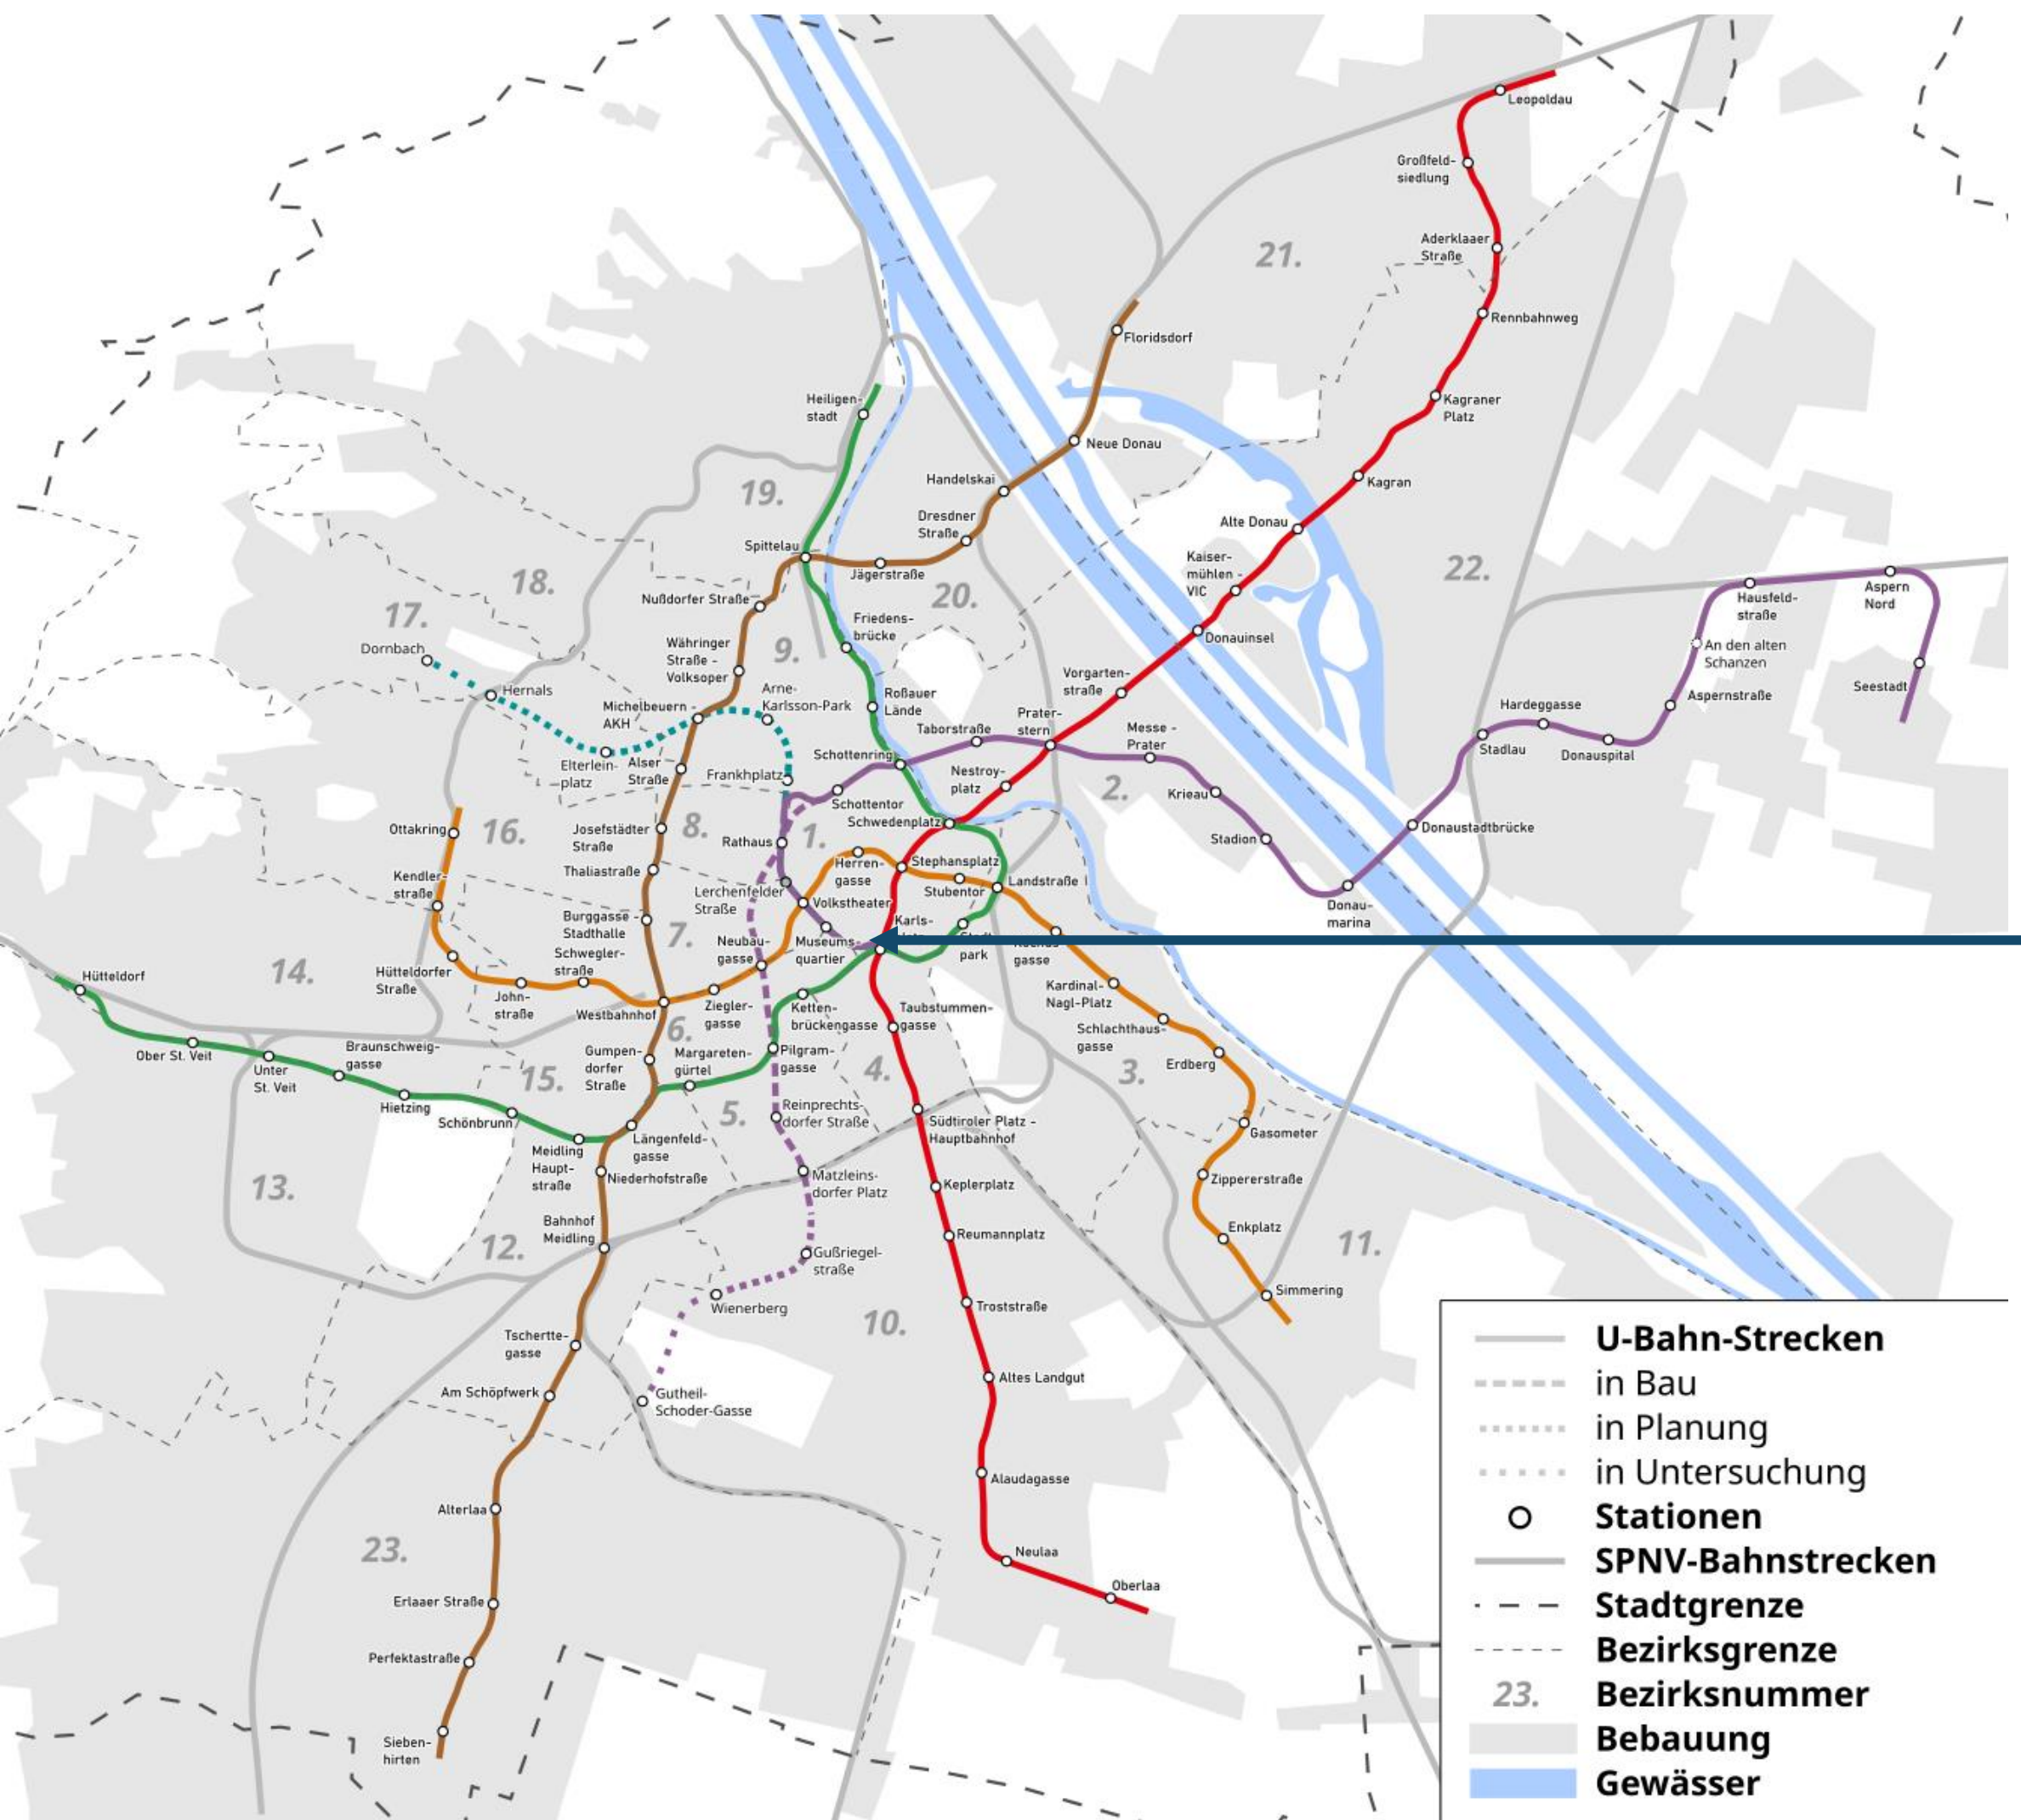 Leopoldau
Großfeld-
siedlung
Aderklaaer
Straße
21.
Rennbahnweg
Floridsdorf
Kagraner
Platz
Heiligen-
stadt
Neue Donau
Kagran
Handelskai
19.
Dresdner
Straße
Alte Donau
Spittelau
Kaiser-
mühlen -
VIC
22.
Jägerstraße
18.
20.
Nußdorfer Straße
17.
Hausfeld-
straße
Aspern
Nord
Friedens-
brücke
Donauinsel
Dornbach
Währinger
Straße -
Volksoper
9.
An den alten
Schanzen
Hernals
Arne-
Karlsson-Park
Vorgarten-
straße
Seestadt
Aspernstraße
Michelbeuern -
AKH
Roßauer
Lände
Hardeggasse
Taborstraße
Prater-
stern
Messe -
Prater
Stadlau
Donauspital
Elterlein-
platz
Alser
Straße
Frankhplatz
Schottenring
Nestroy-
platz
2.
Krieau
Schottentor
Schwedenplatz
Ottakring
16.
Josefstädter
Straße
8.
Rathaus
1.
Stadion
Donaustadtbrücke
Thaliastraße
Herren-
gasse
Stephansplatz
Kendler-
straße
Lerchenfelder
Straße
Stubentor
Landstraße
Volkstheater
Donau-
marina
Burggasse -
Stadthalle
7.
Karls-
Neubau-
gasse
Museums-
quartier
park
gasse
14.
Hütteldorf
Hütteldorfer
Straße
Schwegler-
straße
John-
straße
Westbahnhof
Ziegler-
gasse
Ketten-
brückengasse
Taubstummen-
gasse
Kardinal-
Nagl-Platz
Schlachthaus-
gasse
6.
Ober St. Veit
Unter
St. Veit
Braunschweig-
gasse
Gumpen-
dorfer
Straße
Margareten-
gürtel
Pilgram-
gasse
4.
3.
Erdberg
Hietzing
15.
Schönbrunn
5.
Reinprechts-
dorfer Straße
Südtiroler Platz -
Hauptbahnhof
Gasometer
Meidling
Haupt-
straße
Längenfeld-
gasse
Niederhofstraße
Matzleins-
dorfer Platz
Keplerplatz
Zippererstraße
13.
Bahnhof
Meidling
12.
Reumannplatz
Enkplatz
11.
Gußriegel-
straße
Simmering
Wienerberg
Troststraße
10.
Tschertte-
gasse
Altes Landgut
Am Schöpfwerk
Gutheil-
Schoder-Gasse
Alaudagasse
Alterlaa
23.
Neulaa
Oberlaa
Erlaaer Straße
Perfektastraße
Sieben-
hirten
U-Bahn-Strecken
in Bau
in Planung
in Untersuchung
Stationen
SPNV-Bahnstrecken
Stadtgrenze
Bezirksgrenze
23. Bezirksnummer
Bebauung
Gewässer